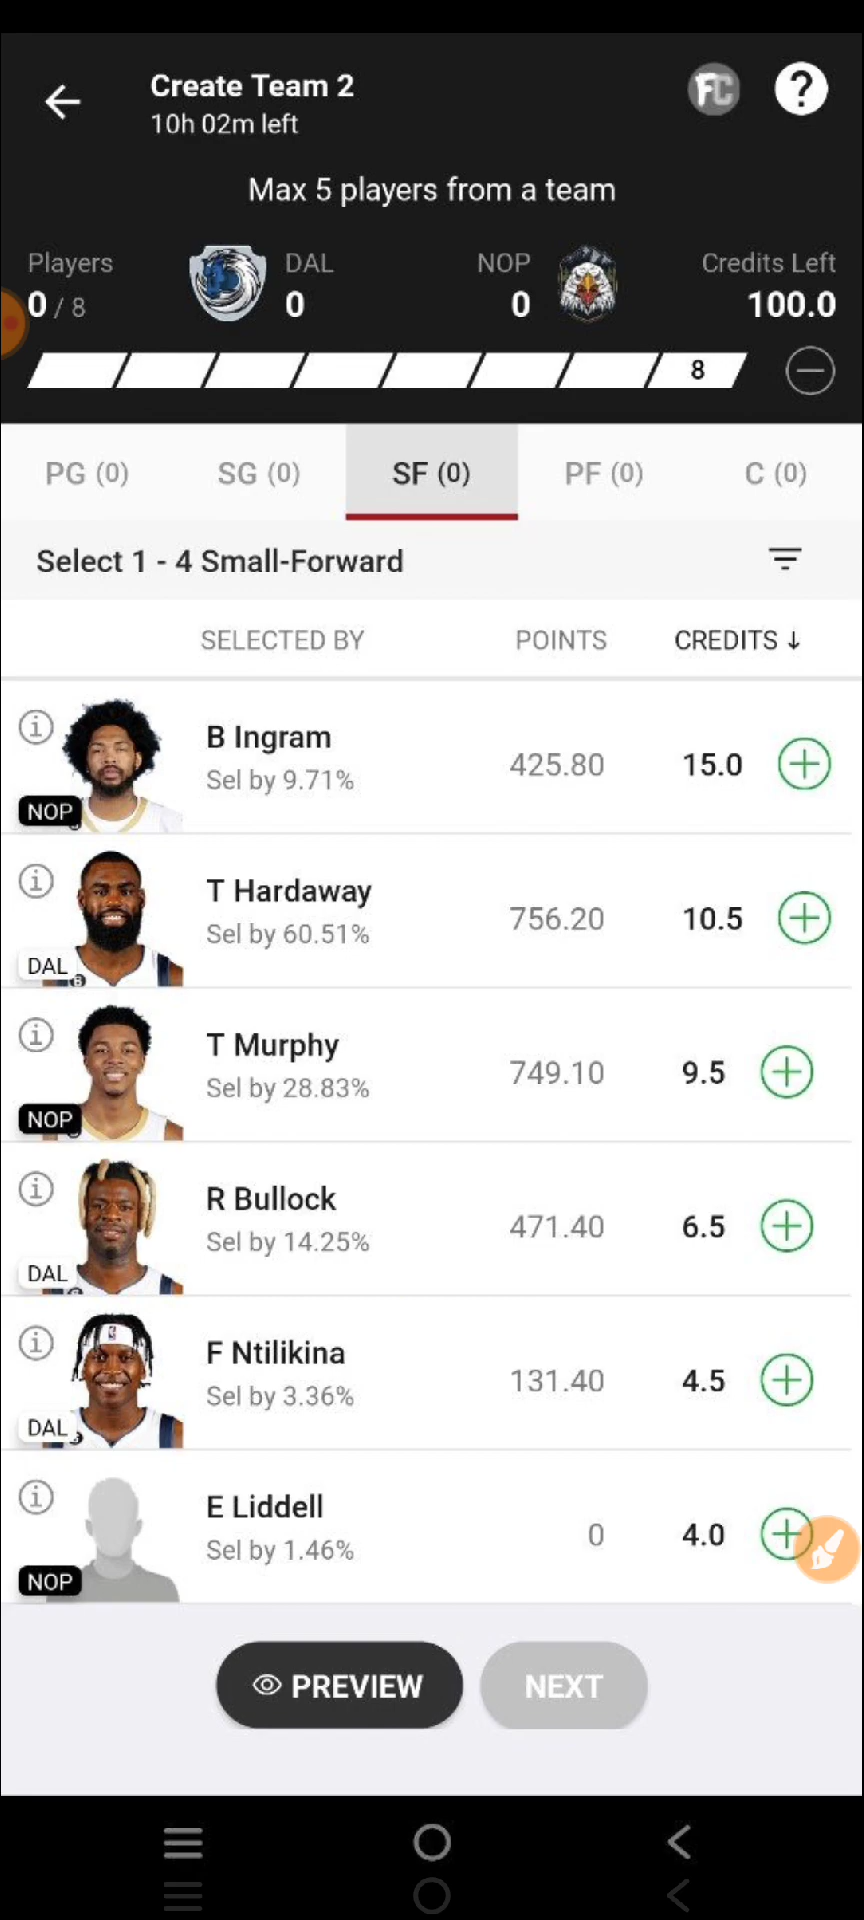 Create Team 2
10h 02m left
FC
?
Max 5 players from a team
Players
DAL
NOP
Credits Left
0 / 8
0
0
100.0
8
PG (0)
SG (0)
SF (0)
PF (0)
C (0)
Select 1 - 4 Small-Forward
SELECTED BY
POINTS
CREDITS ↓
B Ingram
Sel by 9.71%
425.80
15.0
NOP
T Hardaway
Sel by 60.51%
756.20
10.5
DAL
T Murphy
Sel by 28.83%
749.10
9.5
NOP
R Bullock
Sel by 14.25%
471.40
6.5
DAL
F Ntilikina
Sel by 3.36%
131.40
4.5
DAL
E Liddell
Sel by 1.46%
0
4.0
NOP
PREVIEW
NEXT